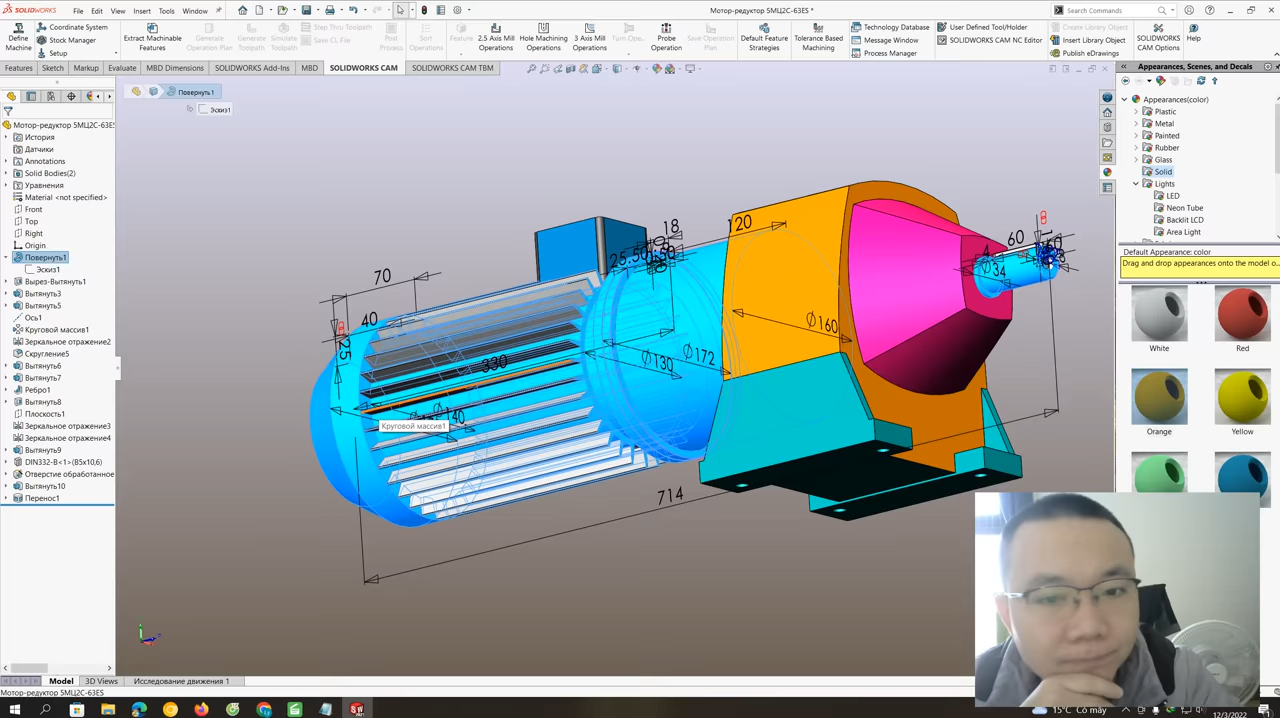 SOLIDWORKS
File Edit View Insert Tools Window
Мотор-редуктор 5МЦ2С-63ES *
Search Commands
Define Machine
Coordinate System
Stock Manager
Setup
Extract Machinable Features
Generate Operation Plan
Generate Toolpath
Simulate Toolpath
Step Thru Toolpath
Save CL File
Post Process
Sort Operations
Feature
Save Operation Plan
2.5 Axis Mill Operations
Hole Machining Operations
3 Axis Mill Operations
Turn Ope...
Probe Operation
Default Feature Strategies
Tolerance Based Machining
Technology Database
Message Window
Process Manager
User Defined Tool/Holder
SOLIDWORKS CAM NC Editor
Create Library Object
Insert Library Object
Publish eDrawings
SOLIDWORKS CAM Options
Help
Features Sketch Markup Evaluate MBD Dimensions SOLIDWORKS Add-Ins MBD SOLIDWORKS CAM SOLIDWORKS CAM TBM
Повернуть1
Эскиз1
Мотор-редуктор 5МЦ2С-63ES
История
Датчики
Annotations
Solid Bodies(2)
Уравнения
Material <not specified>
Front
Top
Right
Origin
Повернуть1
Эскиз1
Вырез-Вытянуть1
Вытянуть3
Вытянуть5
Ось1
Круговой массив1
Зеркальное отражение2
Скругление5
Вытянуть6
Вытянуть7
Ребро1
Вытянуть8
Плоскость1
Зеркальное отражение3
Зеркальное отражение4
Вытянуть9
DIN332-B<1>(B5x10,6)
Отверстие обработанное
Вытянуть10
Перенос1
18
120
25.50
60
4
Ø34
70
40
25
330
Ø160
Ø130
Ø172
Ø140
714
Круговой массив1
Appearances, Scenes, and Decals
Appearances(color)
Plastic
Metal
Painted
Rubber
Glass
Solid
Lights
LED
Neon Tube
Backlit LCD
Area Light
Default Appearance: color
Drag and drop appearances onto the model o...
White
Red
Orange
Yellow
Model 3D Views Исследование движения 1
Мотор-редуктор 5МЦ2С-63ES
15°C Có mây
12/3/2022